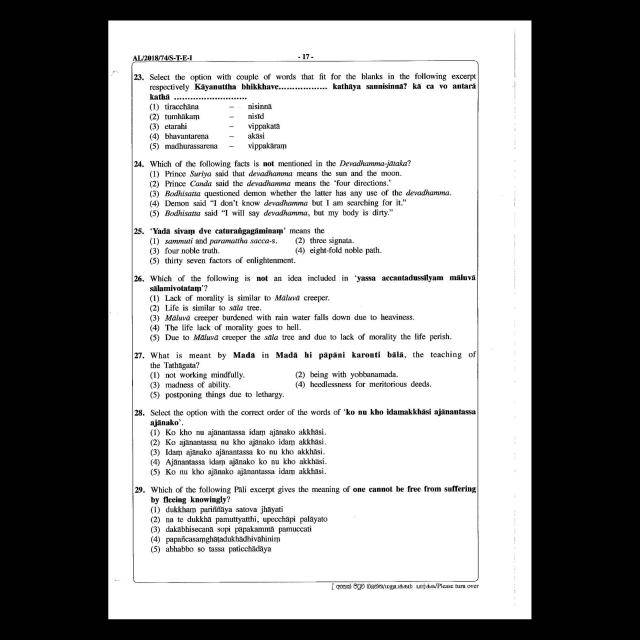 AL/2018/74/S-T-E-I
- 17 -
23. Select the option with couple of words that fit for the blanks in the following excerpt
respectively Kāyanuttha bhikkhave.................. kathāya sannisinnā? kā ca vo antarā
kathā ..........................
(1) tiracchāna – nisinnā
(2) tumhākaṃ – nisīd
(3) etarahi – vippakatā
(4) bhavantarena – akāsi
(5) madhurassarena – vippakāraṃ
24. Which of the following facts is not mentioned in the Devadhamma-jātaka?
(1) Prince Suriya said that devadhamma means the sun and the moon.
(2) Prince Canda said the devadhamma means the 'four directions.'
(3) Bodhisatta questioned demon whether the latter has any use of the devadhamma.
(4) Demon said "I don't know devadhamma but I am searching for it."
(5) Bodhisatta said "I will say devadhamma, but my body is dirty."
25. 'Yadā sivaṃ dve caturaṅgagāminaṃ' means the
(1) sammuti and paramattha sacca-s. (2) three signata.
(3) four noble truth. (4) eight-fold noble path.
(5) thirty seven factors of enlightenment.
26. Which of the following is not an idea included in 'yassa accantadussīlyam māluvā
sālamivotataṃ'?
(1) Lack of morality is similar to Māluvā creeper.
(2) Life is similar to sāla tree.
(3) Māluvā creeper burdened with rain water falls down due to heaviness.
(4) The life lack of morality goes to hell.
(5) Due to Māluvā creeper the sāla tree and due to lack of morality the life perish.
27. What is meant by Madā in Madā hi pāpāni karonti bālā, the teaching of
the Tathāgata?
(1) not working mindfully. (2) being with yobbanamada.
(3) madness of ability. (4) heedlessness for meritorious deeds.
(5) postponing things due to lethargy.
28. Select the option with the correct order of the words of 'ko nu kho idamakkhāsi ajānantassa
ajānako'.
(1) Ko kho nu ajānantassa idaṃ ajānako akkhāsi.
(2) Ko ajānantassa nu kho ajānako idaṃ akkhāsi.
(3) Idaṃ ajānako ajānantassa ko nu kho akkhāsi.
(4) Ajānantassa idaṃ ajānako ko nu kho akkhāsi.
(5) Ko nu kho ajānako ajānantassa idaṃ akkhāsi.
29. Which of the following Pāli excerpt gives the meaning of one cannot be free from suffering
by fleeing knowingly?
(1) dukkhaṃ pariññāya satova jhāyati
(2) na te dukkhā pamuttyatthi, upecchāpi palāyato
(3) dakābhisecanā sopi pāpakammā pamuccati
(4) papañcasaṃghātadukhādhivāhiniṃ
(5) abhabbo so tassa paticchādāya
[ අනෙක් පිටුව බලන්න/மறுபக்கம் பார்க்க/Please turn over